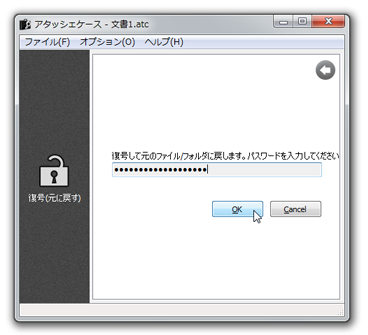 アタッシェケース - 文書1.atc
ファイル(F) オプション(O) ヘルプ(H)
復号して元のファイル/フォルダに戻します。パスワードを入力してください
●●●●●●●●●●●●●●●●●●●
復号(元に戻す)
OK Cancel